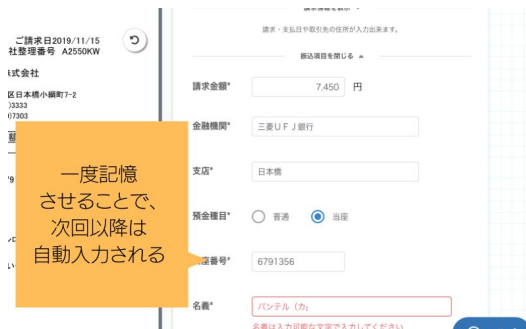 請求・支払日や取引先の住所が入力出来ます。
ご請求日2019/11/15
社整理番号 A2550KW
振込項目を閉じる
式会社
請求金額* 7,450 円
区日本橋小網町7-2
)3333
)7303
金融機関* 三菱UFJ銀行
支店* 日本橋
一度記憶
させることで、
次回以降は
自動入力される
預金種目* 普通 当座
座番号* 6791356
名義* パンテル(カ;
名義は入力可能な文字で入力してください